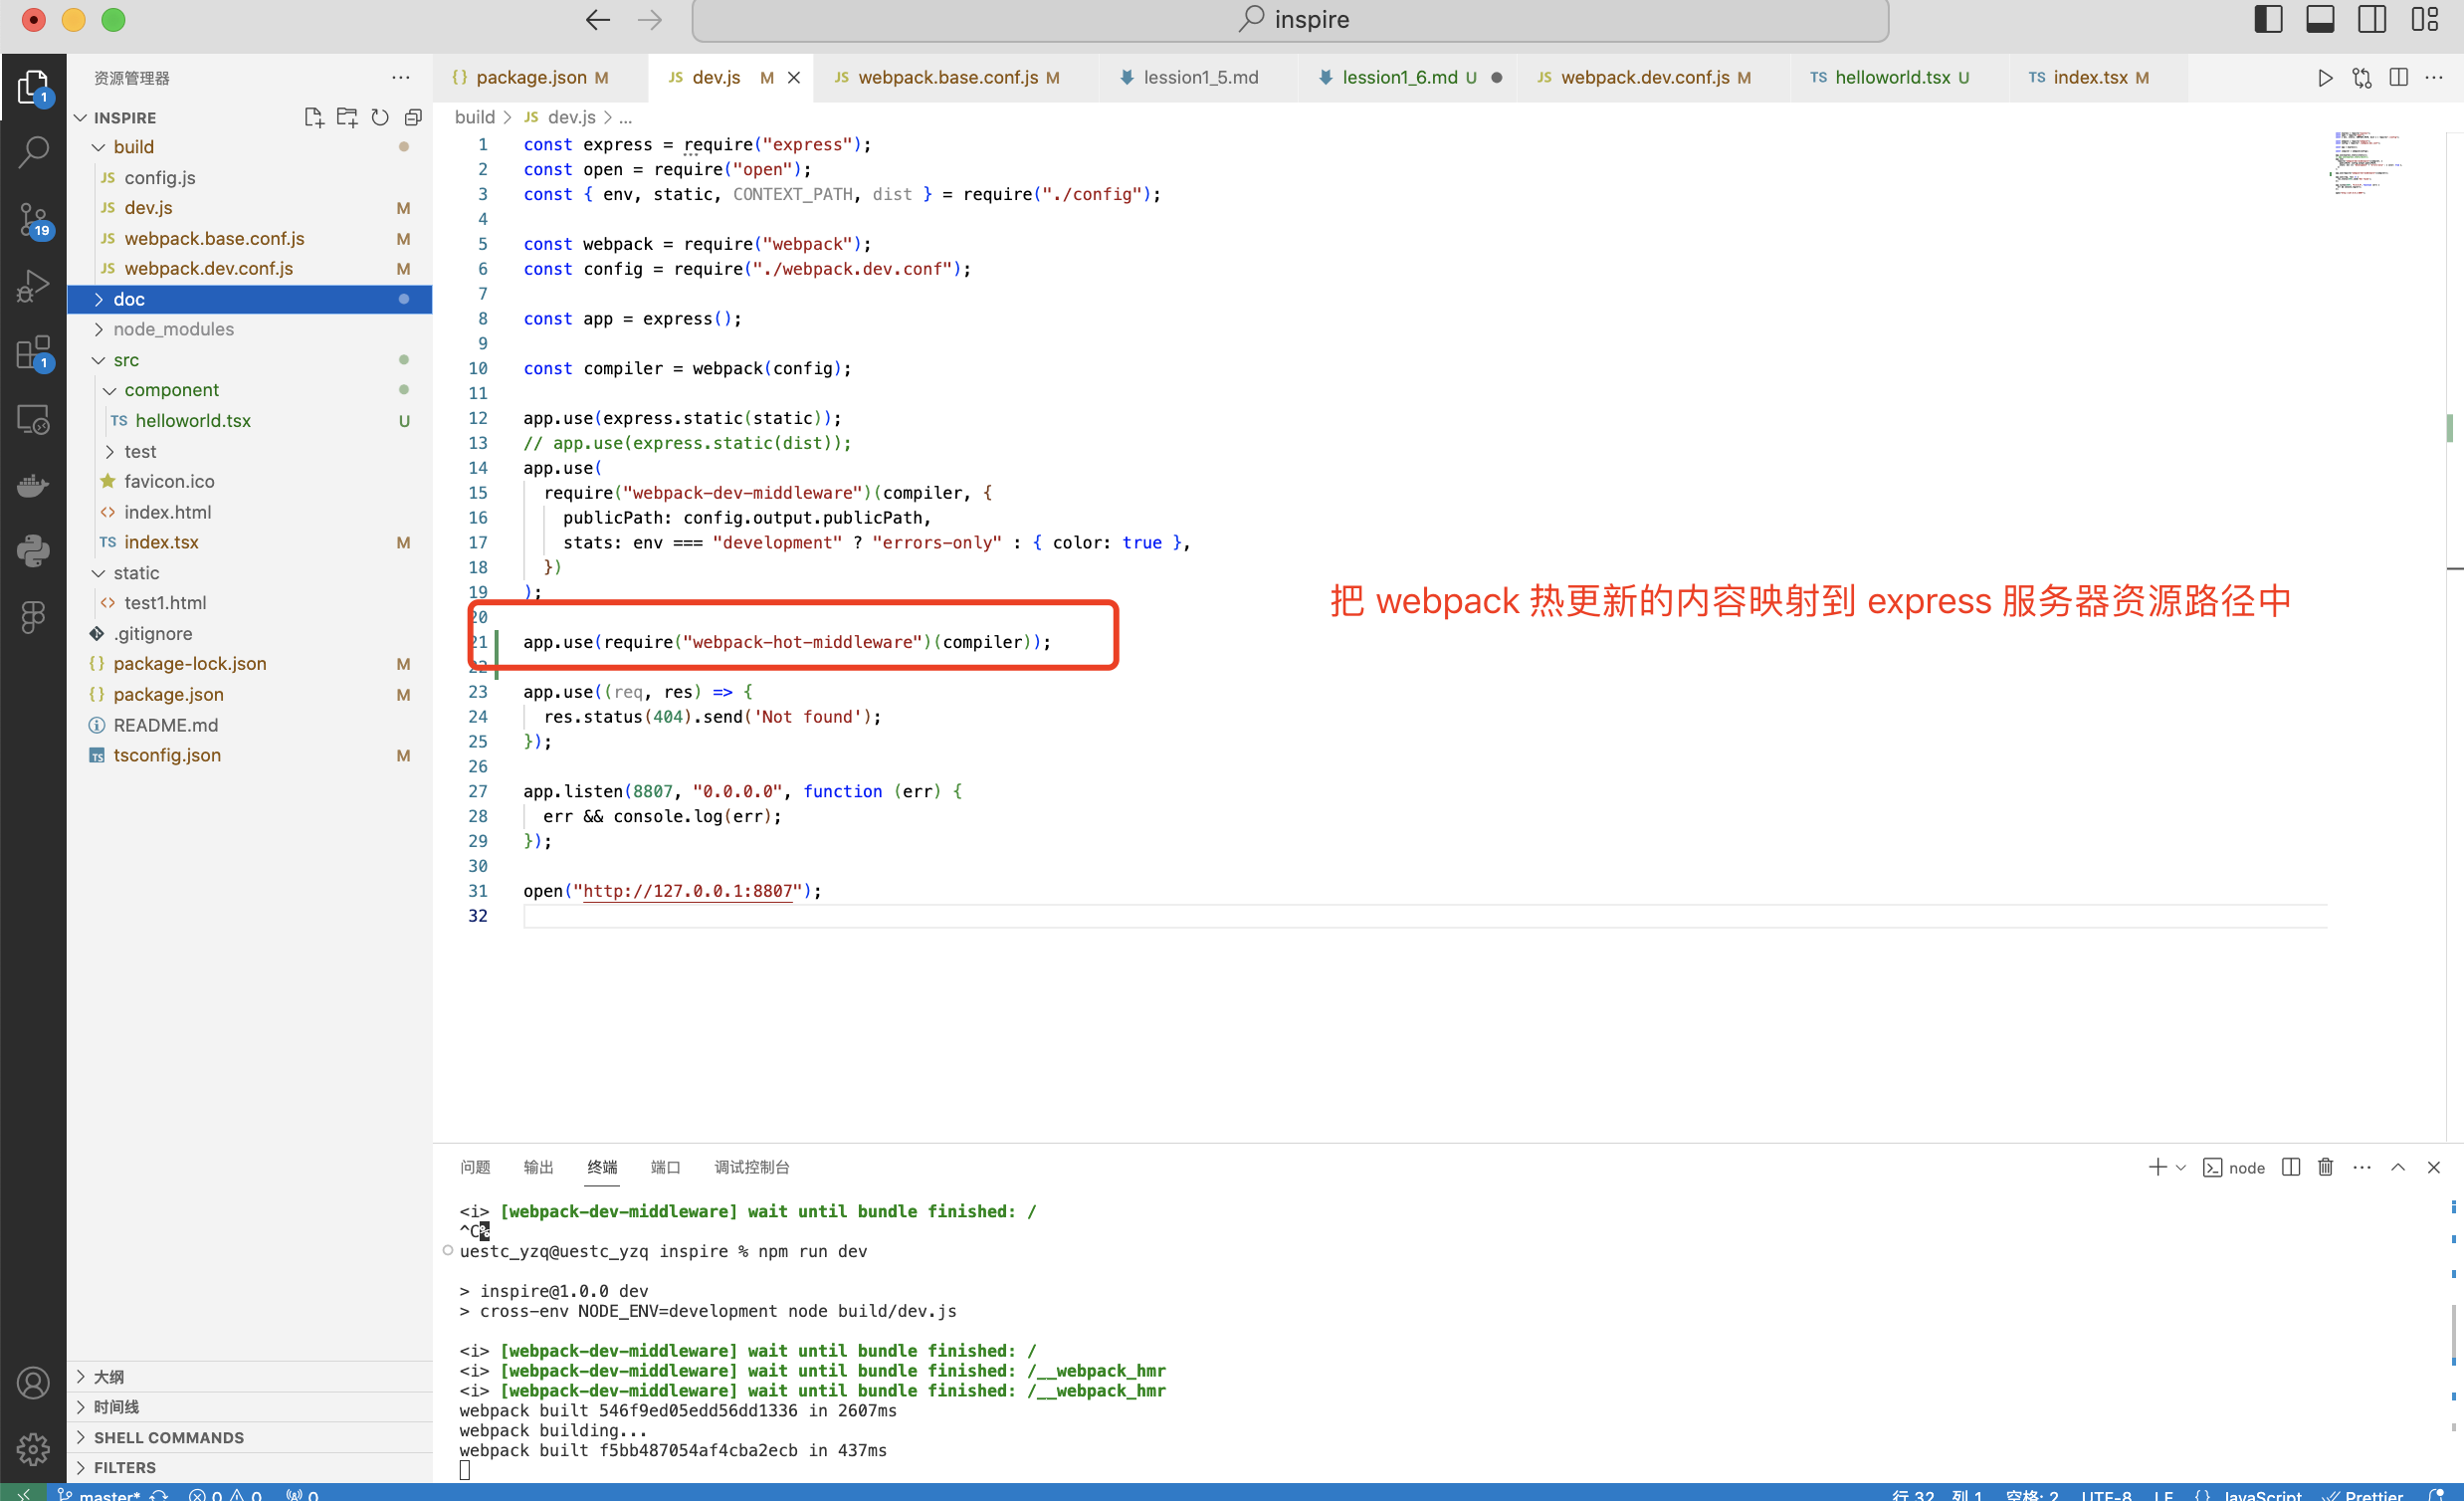 inspire
资源管理器
INSPIRE
build
JS config.js
JS dev.js M
JS webpack.base.conf.js M
JS webpack.dev.conf.js M
doc
node_modules
src
component
TS helloworld.tsx U
test
favicon.ico
<> index.html
TS index.tsx M
static
<> test1.html
.gitignore
{} package-lock.json M
{} package.json M
README.md
TS tsconfig.json M
大纲
时间线
SHELL COMMANDS
FILTERS
1
19
1
{} package.json M
JS dev.js M
JS webpack.base.conf.js M
lession1_5.md
lession1_6.md U
JS webpack.dev.conf.js M
TS helloworld.tsx U
TS index.tsx M
build > JS dev.js > ...
1 const express = require("express");
2 const open = require("open");
3 const { env, static, CONTEXT_PATH, dist } = require("./config");
4
5 const webpack = require("webpack");
6 const config = require("./webpack.dev.conf");
7
8 const app = express();
9
10 const compiler = webpack(config);
11
12 app.use(express.static(static));
13 // app.use(express.static(dist));
14 app.use(
15 require("webpack-dev-middleware")(compiler, {
16 publicPath: config.output.publicPath,
17 stats: env === "development" ? "errors-only" : { color: true },
18 })
19 );
20
21 app.use(require("webpack-hot-middleware")(compiler));
22
23 app.use((req, res) => {
24 res.status(404).send('Not found');
25 });
26
27 app.listen(8807, "0.0.0.0", function (err) {
28 err && console.log(err);
29 });
30
31 open("http://127.0.0.1:8807");
32
把 webpack 热更新的内容映射到 express 服务器资源路径中
问题 输出 终端 端口 调试控制台
node
<i> [webpack-dev-middleware] wait until bundle finished: /
^C%
uestc_yzq@uestc_yzq inspire % npm run dev
> inspire@1.0.0 dev
> cross-env NODE_ENV=development node build/dev.js
<i> [webpack-dev-middleware] wait until bundle finished: /
<i> [webpack-dev-middleware] wait until bundle finished: /__webpack_hmr
<i> [webpack-dev-middleware] wait until bundle finished: /__webpack_hmr
webpack built 546f9ed05edd56dd1336 in 2607ms
webpack building...
webpack built f5bb487054af4cba2ecb in 437ms
master* 0 0 0
行 32, 列 1 空格: 2 UTF-8 LF {} JavaScript Prettier